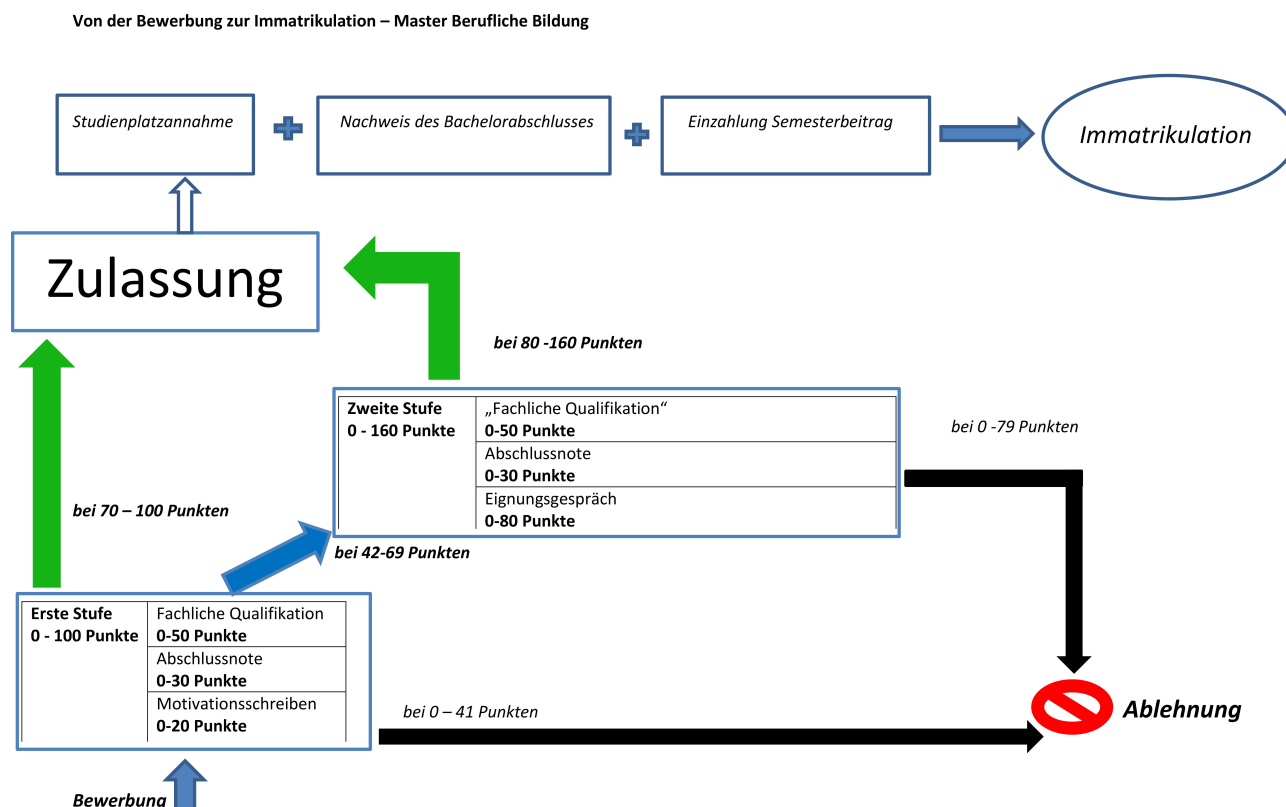 Von der Bewerbung zur Immatrikulation – Master Berufliche Bildung
Studienplatzannahme
Nachweis des Bachelorabschlusses
Einzahlung Semesterbeitrag
Immatrikulation
Zulassung
bei 80 -160 Punkten
Zweite Stufe
0 - 160 Punkte
„Fachliche Qualifikation“
0-50 Punkte
Abschlussnote
0-30 Punkte
Eignungsgespräch
0-80 Punkte
bei 0 -79 Punkten
bei 70 – 100 Punkten
bei 42-69 Punkten
Erste Stufe
0 - 100 Punkte
Fachliche Qualifikation
0-50 Punkte
Abschlussnote
0-30 Punkte
Motivationsschreiben
0-20 Punkte
bei 0 – 41 Punkten
Ablehnung
Bewerbung